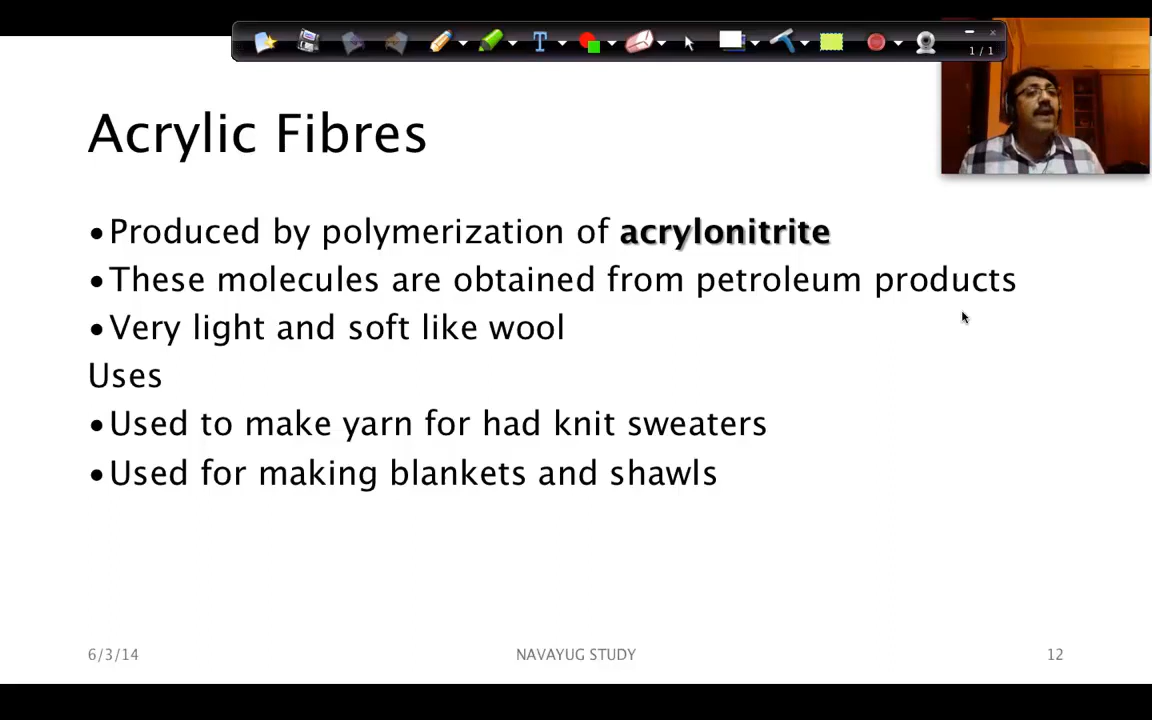 1 / 1
Acrylic Fibres
•Produced by polymerization of acrylonitrite
•These molecules are obtained from petroleum products
•Very light and soft like wool
Uses
•Used to make yarn for had knit sweaters
•Used for making blankets and shawls
6/3/14 NAVAYUG STUDY 12